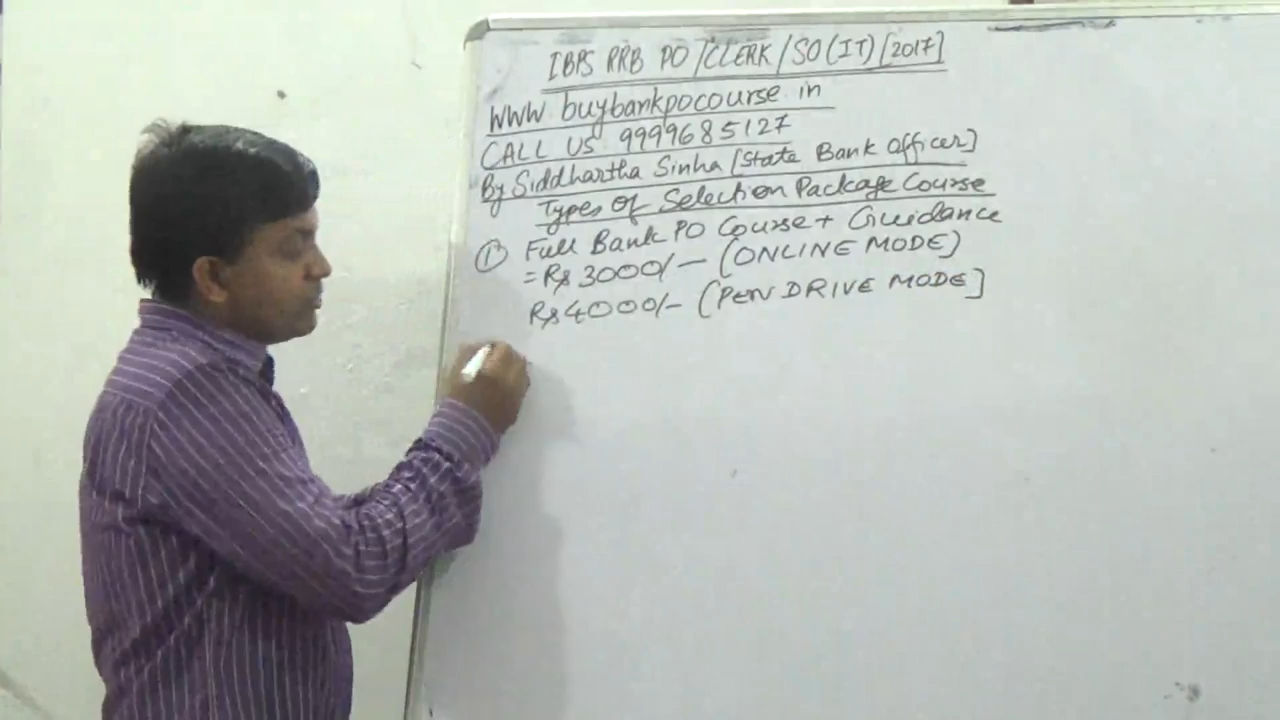 IBPS RRB PO/CLERK/SO(IT)[2017]
WWW buybankpocourse in
CALL US 9999685127
By Siddhartha Sinha [State Bank Officer]
Types Of Selection Package Course
① Full Bank PO Course + Guidance
= Rs 3000/- (ONLINE MODE)
Rs 4000/- (PEN DRIVE MODE]